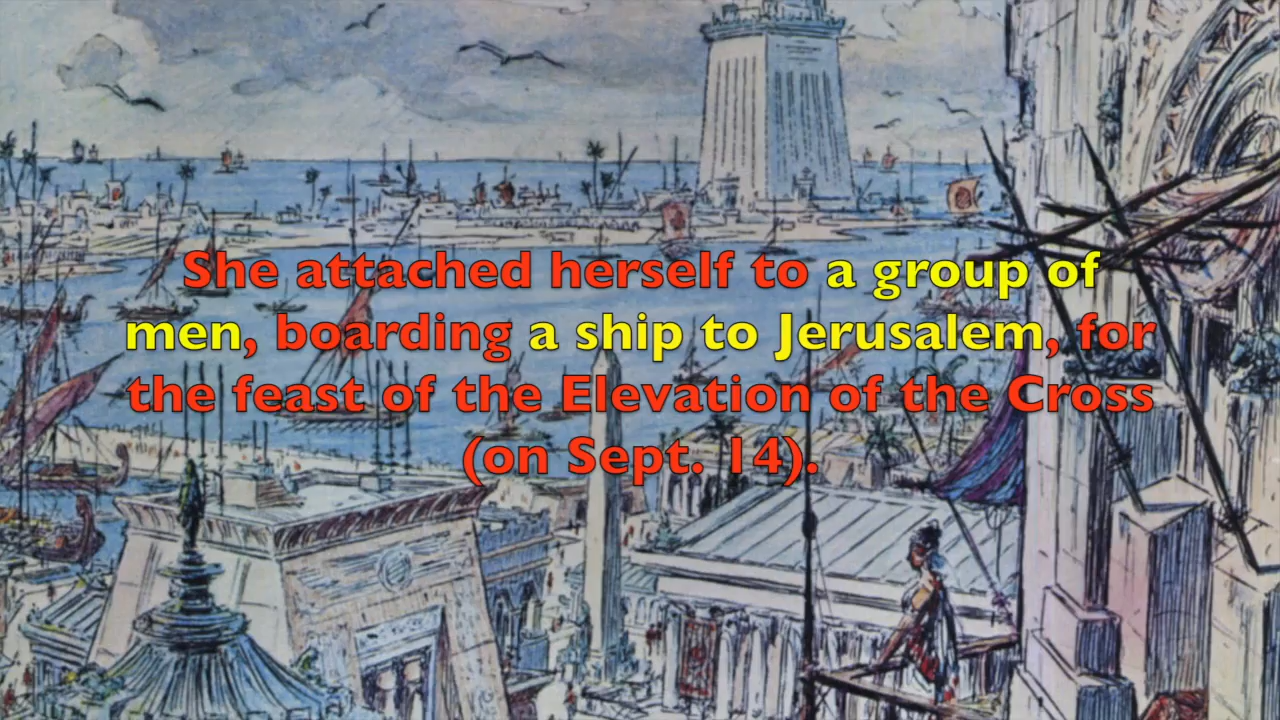 She attached herself to a group of
men, boarding a ship to Jerusalem, for
the feast of the Elevation of the Cross
(on Sept. 14).